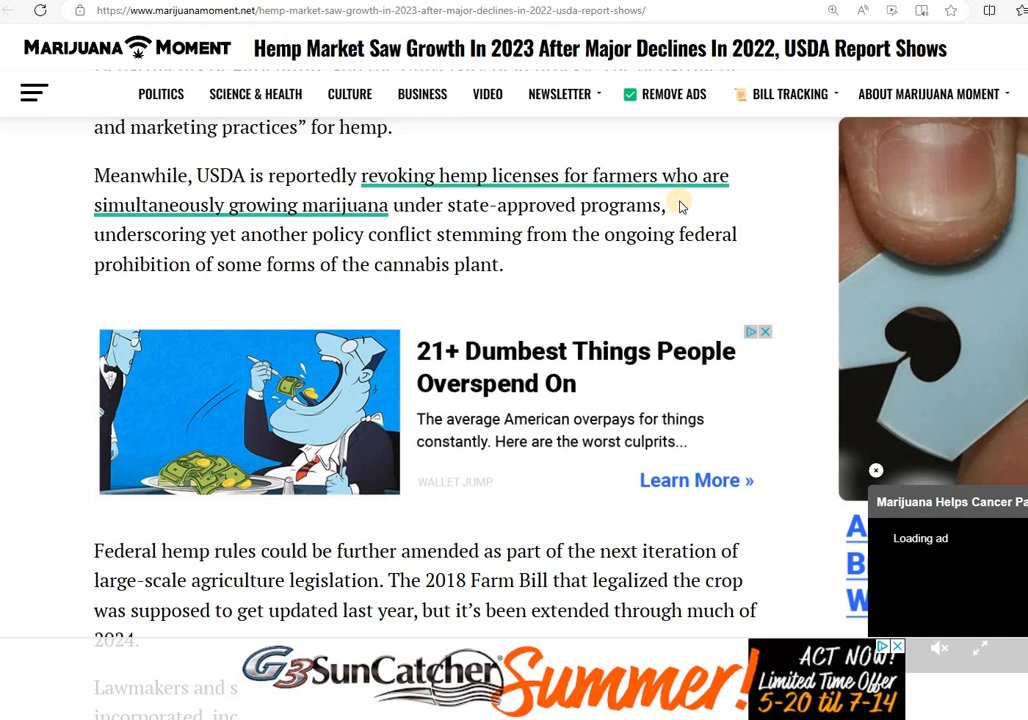 https://www.marijuanamoment.net/hemp-market-saw-growth-in-2023-after-major-declines-in-2022-usda-report-shows/
MARIJUANA MOMENT
Hemp Market Saw Growth In 2023 After Major Declines In 2022, USDA Report Shows
POLITICS SCIENCE & HEALTH CULTURE BUSINESS VIDEO NEWSLETTER REMOVE ADS BILL TRACKING ABOUT MARIJUANA MOMENT
and marketing practices” for hemp.
Meanwhile, USDA is reportedly revoking hemp licenses for farmers who are
simultaneously growing marijuana under state-approved programs,
underscoring yet another policy conflict stemming from the ongoing federal
prohibition of some forms of the cannabis plant.
21+ Dumbest Things People
Overspend On
The average American overpays for things
constantly. Here are the worst culprits...
WALLET JUMP
Learn More »
Marijuana Helps Cancer Pa
Loading ad
A
B
W
Federal hemp rules could be further amended as part of the next iteration of
large-scale agriculture legislation. The 2018 Farm Bill that legalized the crop
was supposed to get updated last year, but it’s been extended through much of
2024.
Lawmakers and s
incorporated, inc
G3 SunCatcher Summer!
ACT NOW!
Limited Time Offer
5-20 til 7-14